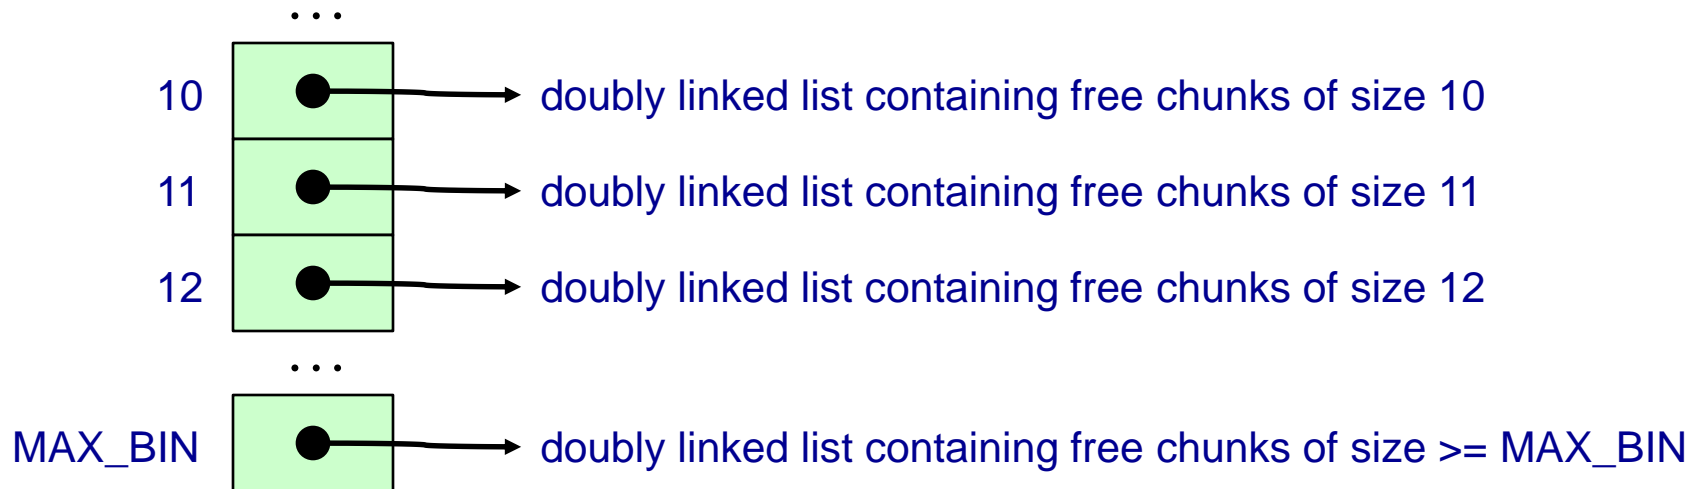 ...
10 doubly linked list containing free chunks of size 10
11 doubly linked list containing free chunks of size 11
12 doubly linked list containing free chunks of size 12
...
MAX_BIN doubly linked list containing free chunks of size >= MAX_BIN